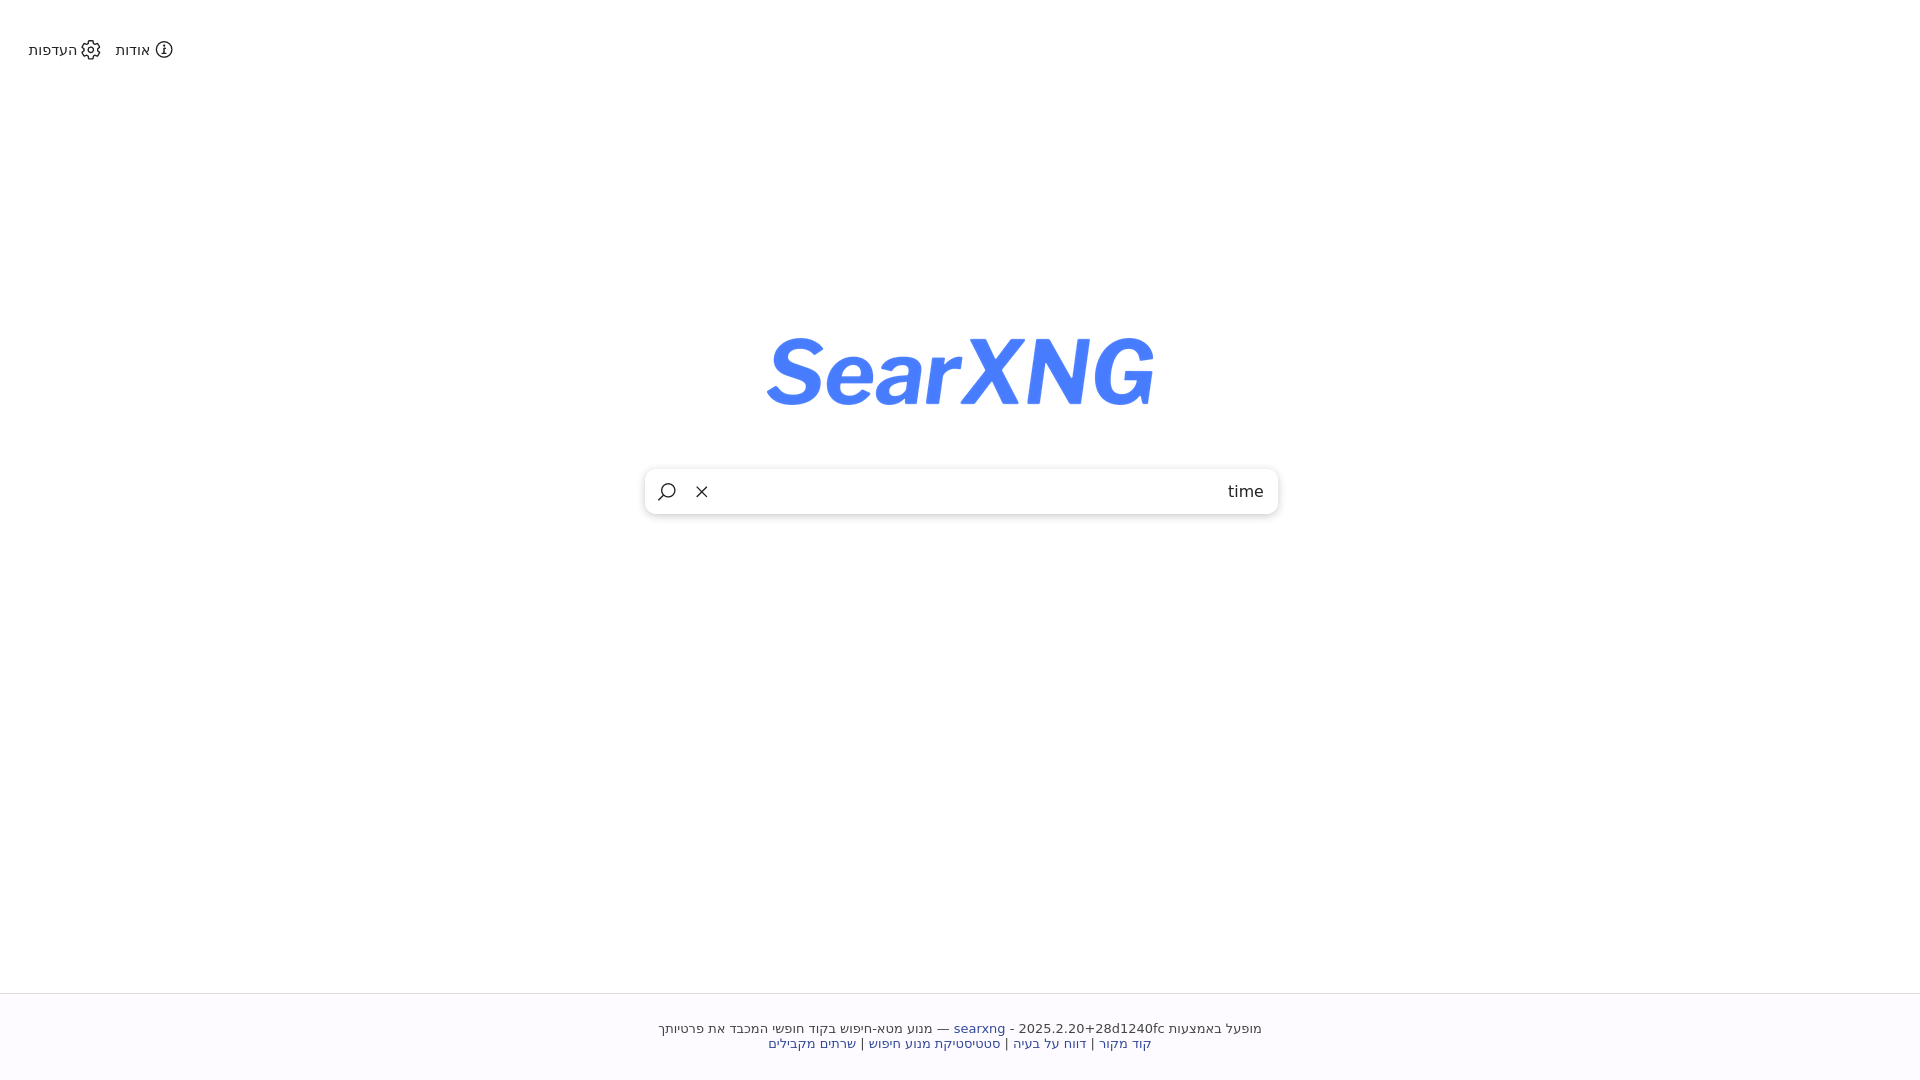 אודות
העדפות
SearXNG
time
מופעל באמצעות searxng - 2025.2.20+28d1240fc — מנוע מטא-חיפוש בקוד חופשי המכבד את פרטיותך
קוד מקור | דווח על בעיה | סטטיסטיקת מנוע חיפוש | שרתים מקבילים